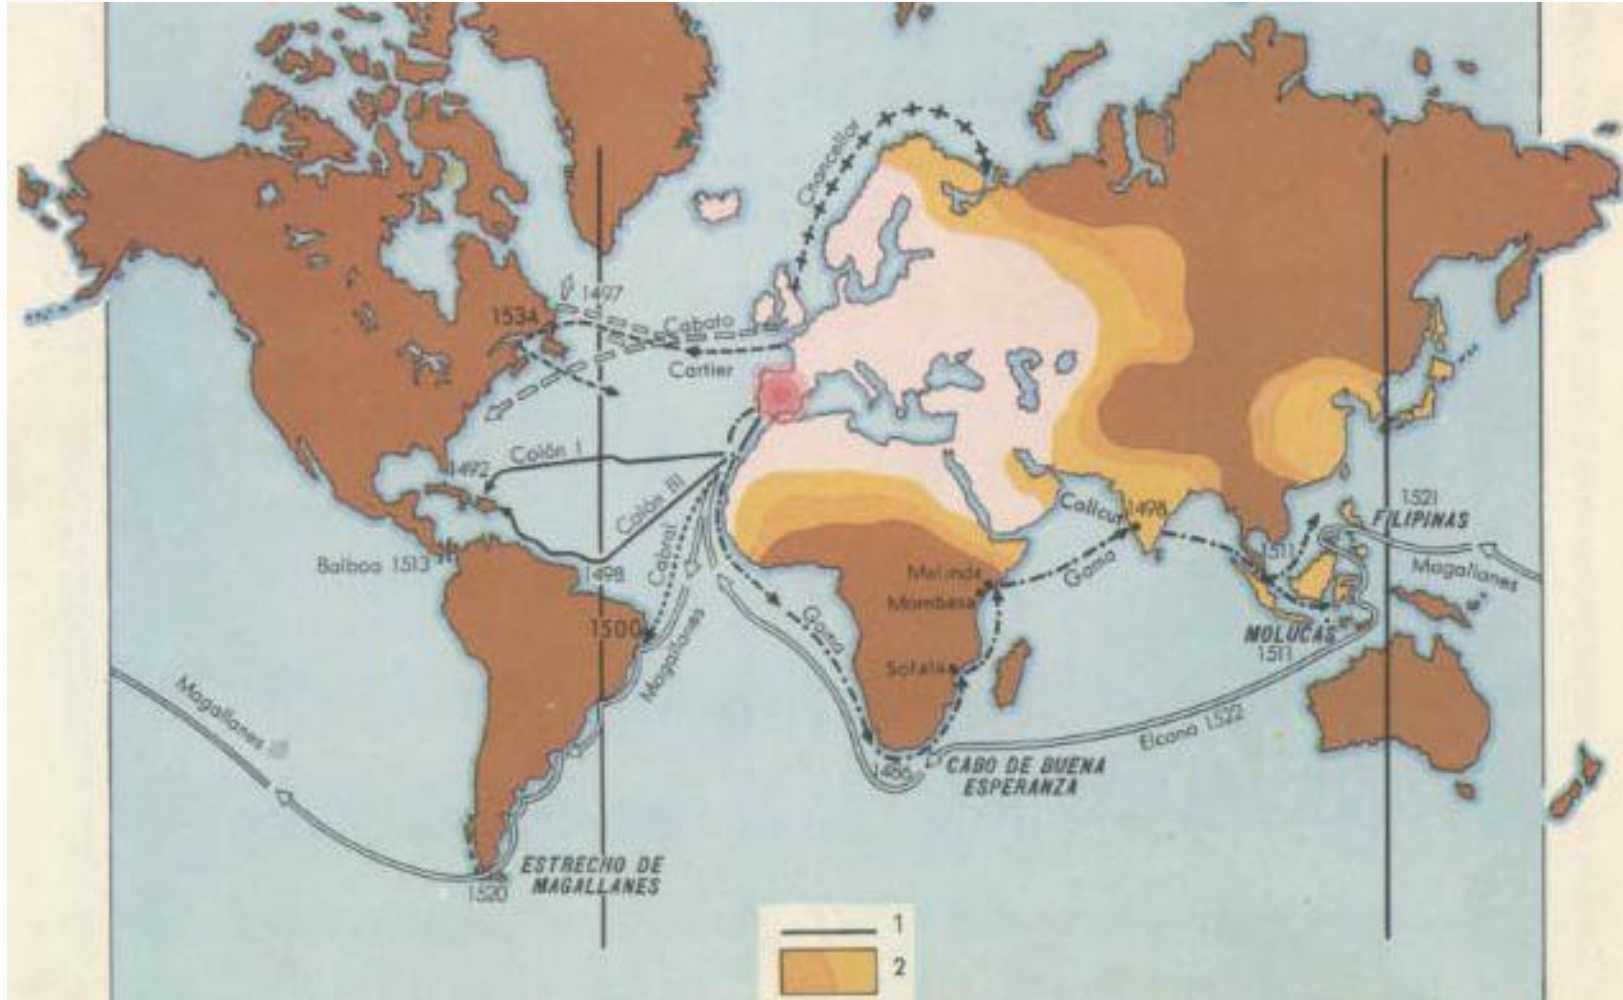 Chancellor
1497
1534
Caboto
Cartier
Colón I
1492
Colón III
Calicut
1498
1521
FILIPINAS
Balboa 1513
Cabral
1498
1511
Magallanes
Gama
Melinde
Mombasa
1500
Gama
MOLUCAS
1511
Magallanes
Sofala
Magallanes
Elcano 1522
CABO DE BUENA
ESPERANZA
ESTRECHO DE
MAGALLANES
1520
1
2